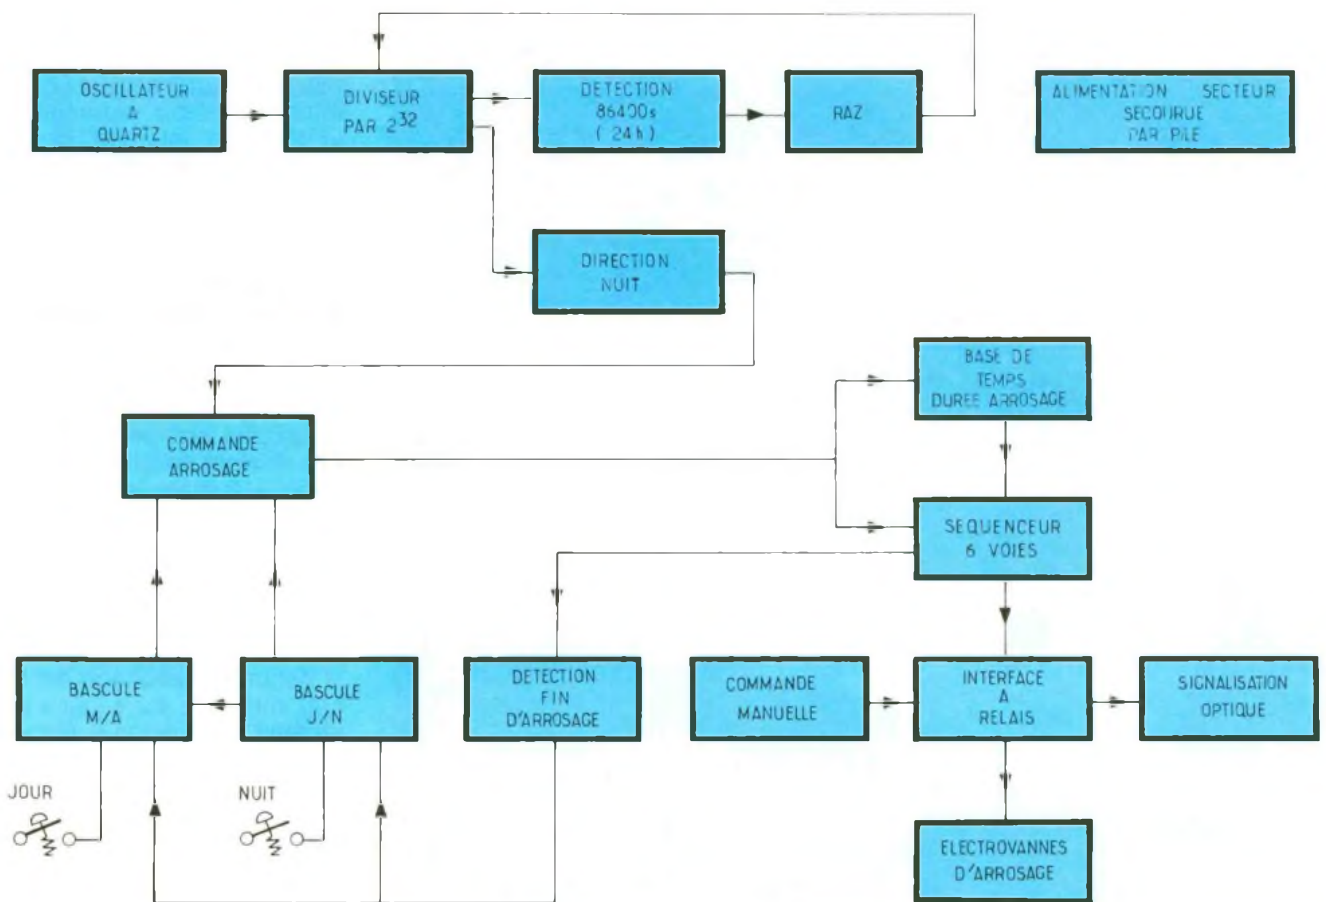 OSCILLATEUR
A
QUARTZ
DIVISEUR
PAR 2³²
DETECTION
86400s
(24h)
RAZ
ALIMENTATION SECTEUR
SECOURUE
PAR PILE
DIRECTION
NUIT
BASE DE
TEMPS
DUREE ARROSAGE
COMMANDE
ARROSAGE
SEQUENCEUR
6 VOIES
BASCULE
M/A
BASCULE
J/N
DETECTION
FIN
D'ARROSAGE
COMMANDE
MANUELLE
INTERFACE
A
RELAIS
SIGNALISATION
OPTIQUE
JOUR
NUIT
ELECTROVANNES
D'ARROSAGE